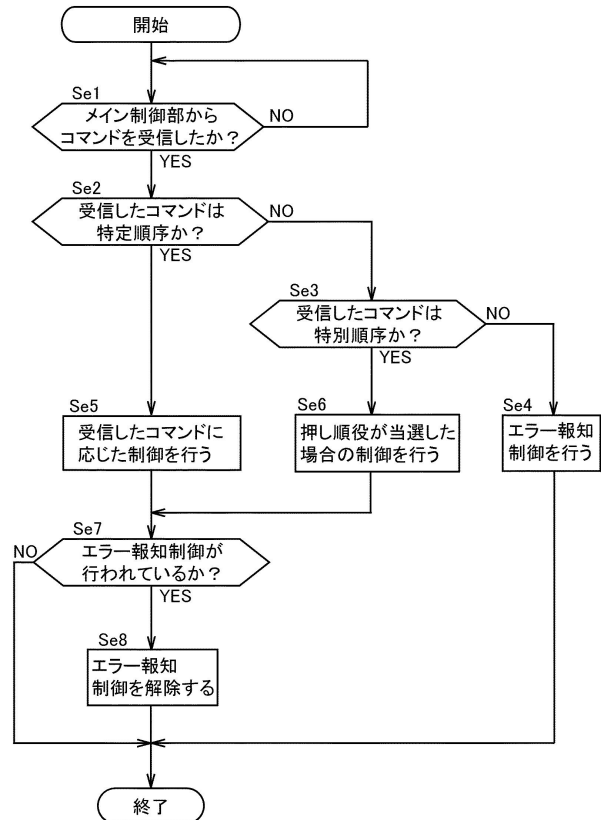 開始
Se1
メイン制御部から
コマンドを受信したか？
NO
YES
Se2
受信したコマンドは
特定順序か？
NO
YES
Se3
受信したコマンドは
特別順序か？
NO
YES
Se5
受信したコマンドに
応じた制御を行う
Se6
押し順役が当選した
場合の制御を行う
Se4
エラー報知
制御を行う
Se7
エラー報知制御が
行われているか？
NO
YES
Se8
エラー報知
制御を解除する
終了